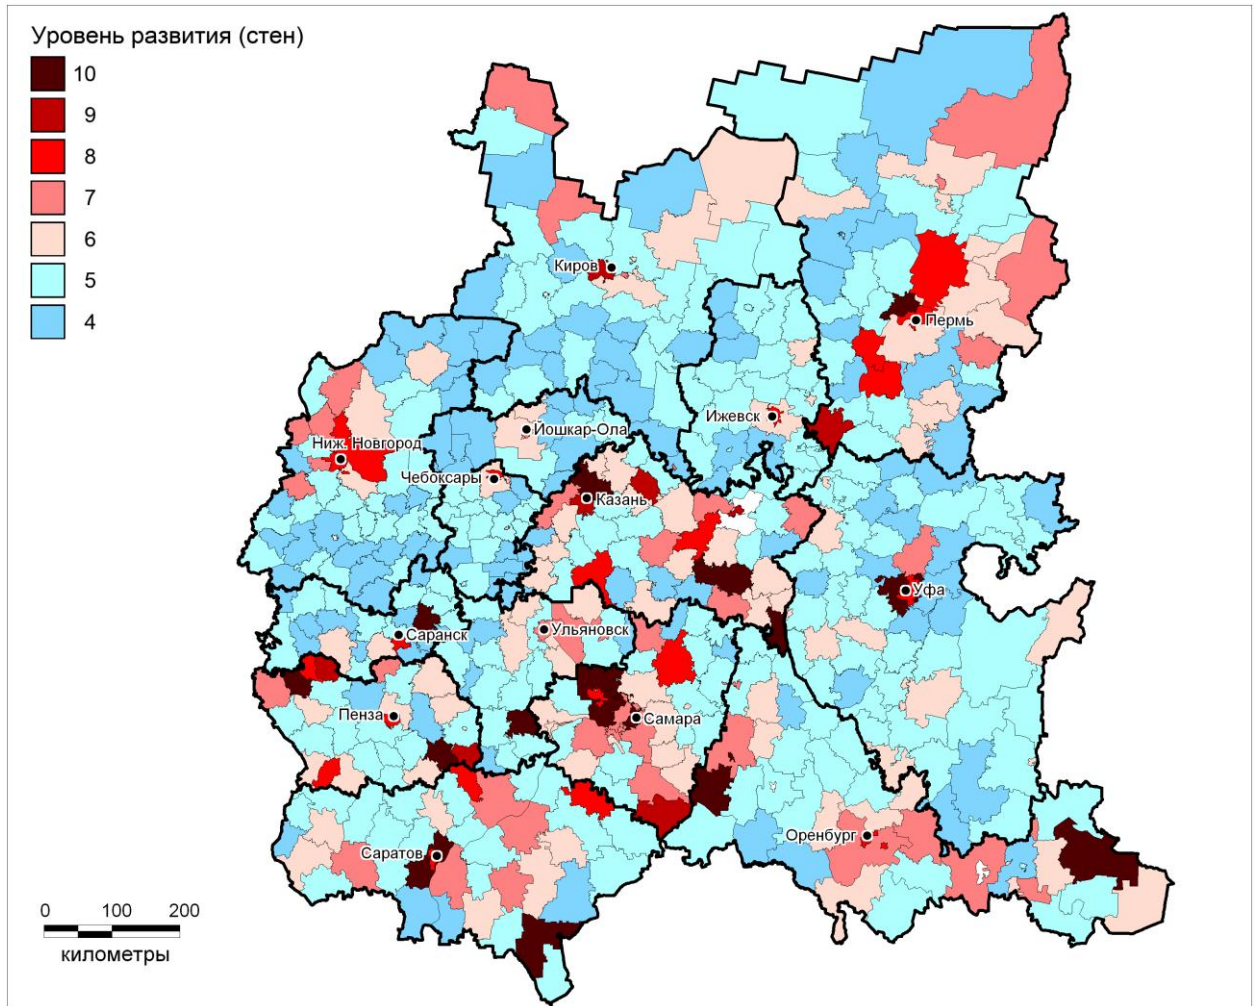 Уровень развития (стен)
10
9
8
7
6
5
4
Киров
Пермь
Ижевск
Йошкар-Ола
Ниж. Новгород
Чебоксары
Казань
Уфа
Ульяновск
Саранск
Пенза
Самара
Оренбург
Саратов
0 100 200
километры